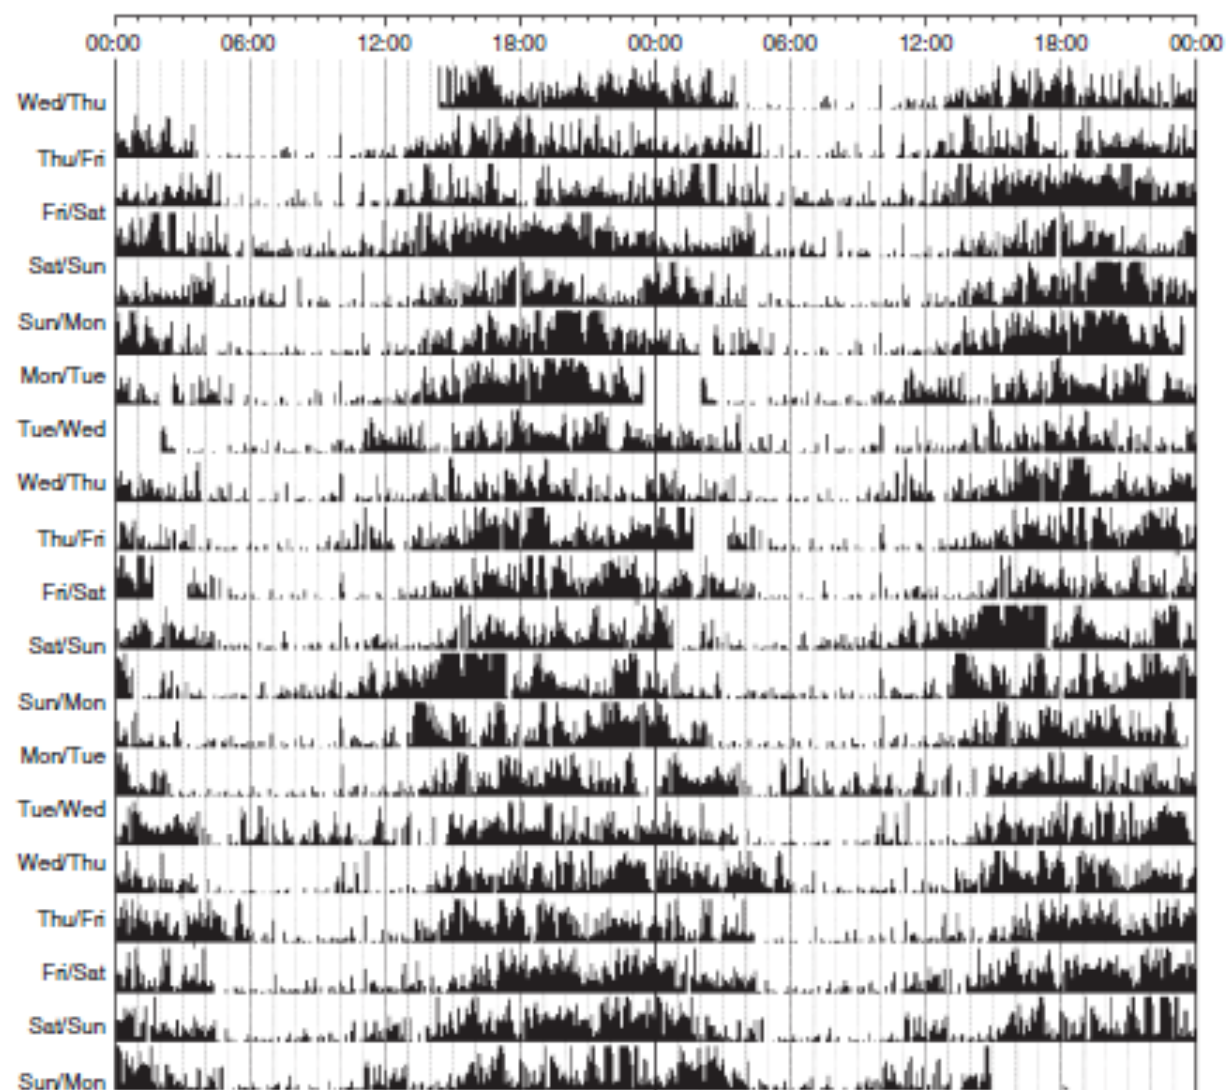 00:00 06:00 12:00 18:00 00:00 06:00 12:00 18:00 00:00
Wed/Thu
Thu/Fri
Fri/Sat
Sat/Sun
Sun/Mon
Mon/Tue
Tue/Wed
Wed/Thu
Thu/Fri
Fri/Sat
Sat/Sun
Sun/Mon
Mon/Tue
Tue/Wed
Wed/Thu
Thu/Fri
Fri/Sat
Sat/Sun
Sun/Mon